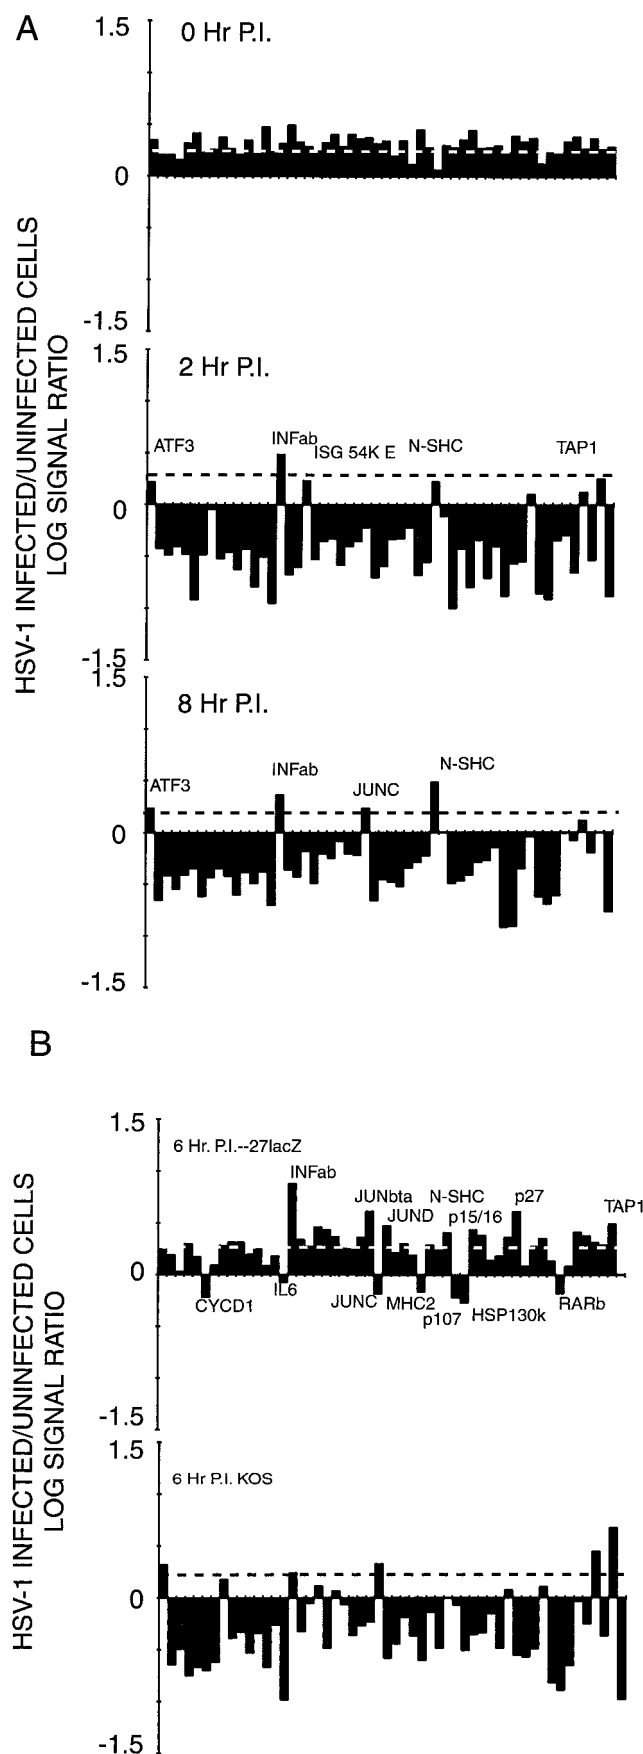 A
1.5
0 Hr P.I.
0
-1.5
1.5
2 Hr P.I.
ATF3
INFab
ISG 54K E
N-SHC
TAP1
0
-1.5
1.5
8 Hr P.I.
ATF3
INFab
JUNC
N-SHC
0
-1.5
HSV-1 INFECTED/UNINFECTED CELLS
LOG SIGNAL RATIO
B
1.5
6 Hr. P.I.--27lacZ
INFab
JUNbta
N-SHC
p27
JUND
p15/16
TAP1
0
CYCD1
IL6
JUNC
MHC2
p107
HSP130k
RARb
-1.5
1.5
6 Hr P.I. KOS
0
-1.5
HSV-1 INFECTED/UNINFECTED CELLS
LOG SIGNAL RATIO